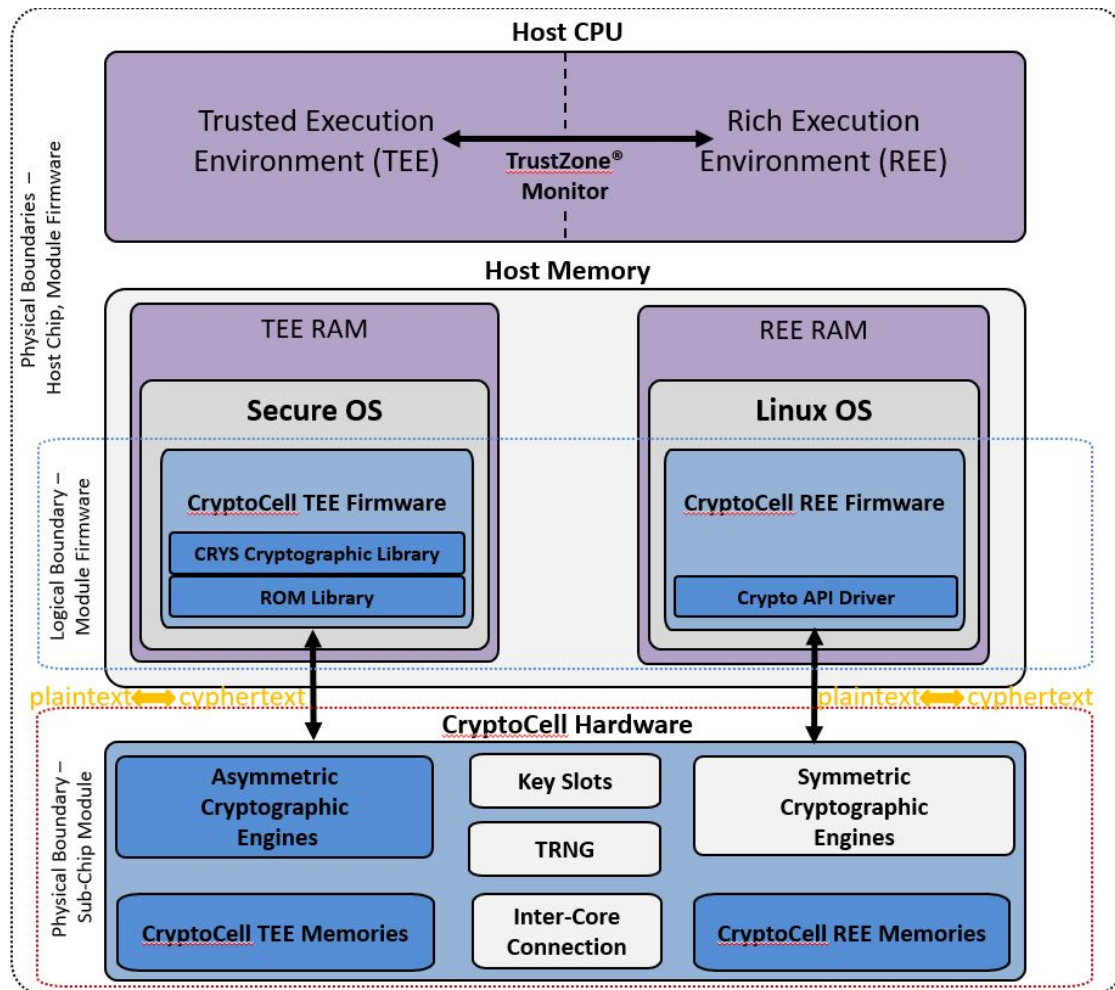 Host CPU
Trusted Execution
Environment (TEE)
Rich Execution
Environment (REE)
TrustZone®
Monitor
Physical Boundaries –
Host Chip, Module Firmware
Host Memory
TEE RAM
REE RAM
Secure OS
Linux OS
Logical Boundary –
Module Firmware
CryptoCell TEE Firmware
CRYS Cryptographic Library
ROM Library
CryptoCell REE Firmware
Crypto API Driver
plaintext cyphertext
plaintext cyphertext
CryptoCell Hardware
Physical Boundary –
Sub-Chip Module
Asymmetric
Cryptographic
Engines
Key Slots
TRNG
Symmetric
Cryptographic
Engines
CryptoCell TEE Memories
Inter-Core
Connection
CryptoCell REE Memories